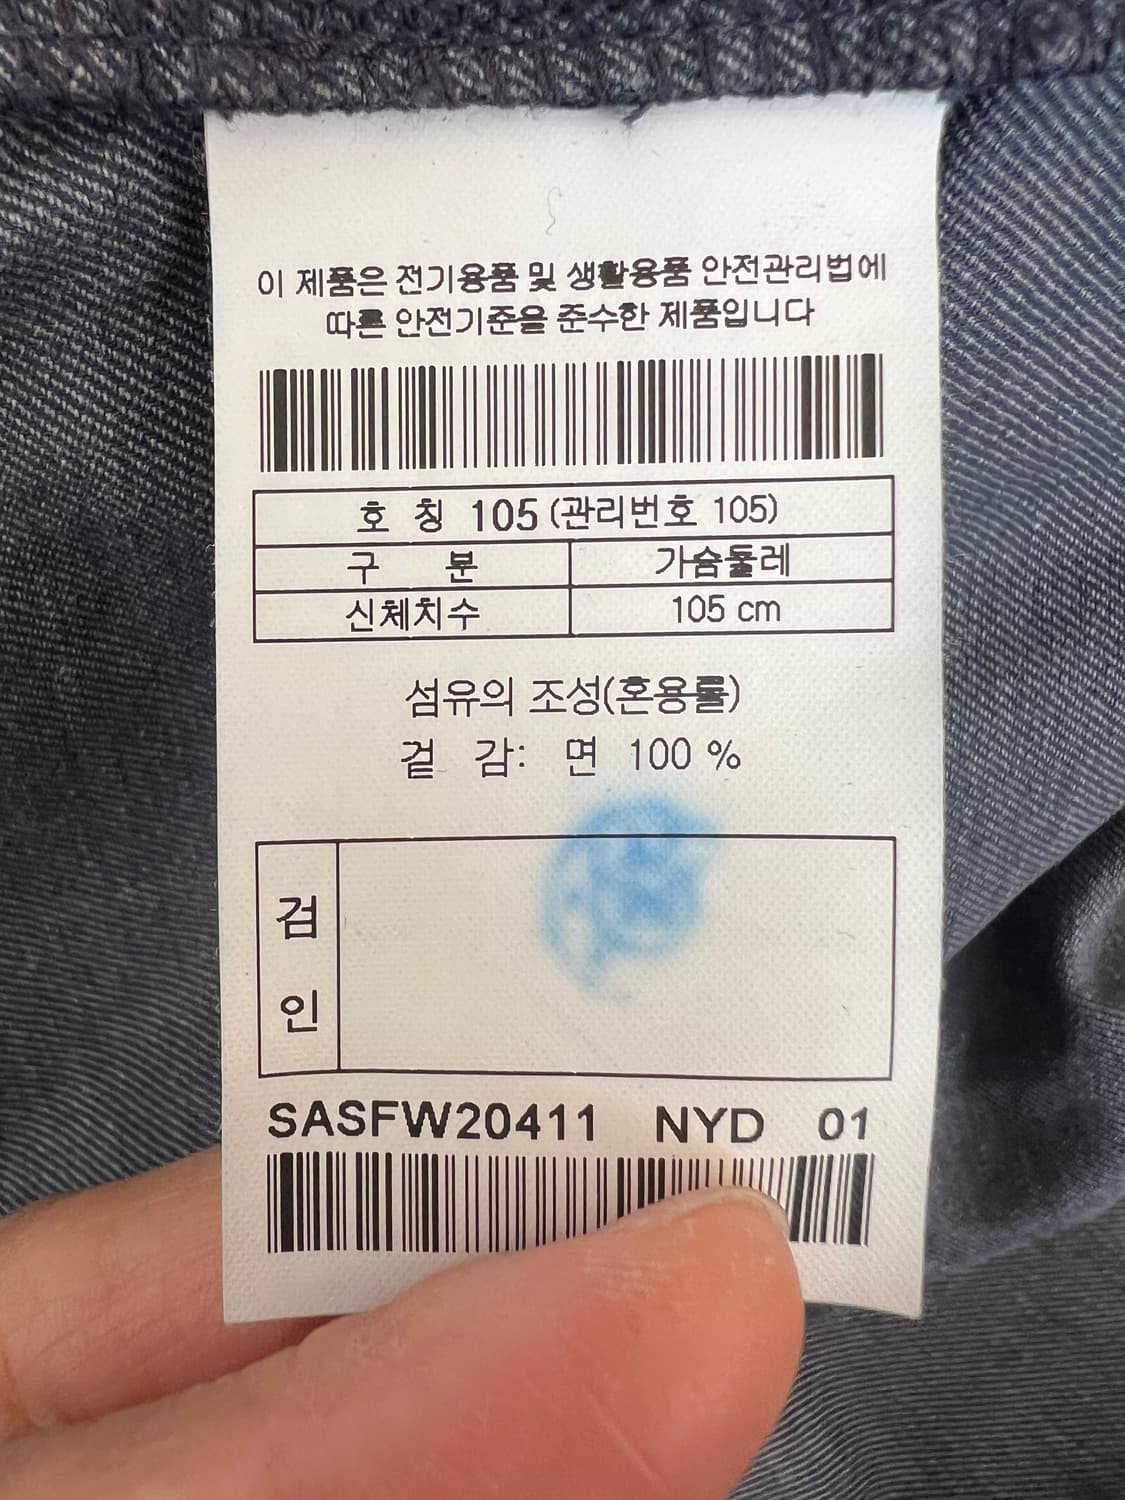 이 제품은 전기용품 및 생활용품 안전관리법에
따른 안전기준을 준수한 제품입니다
호 칭 105 (관리번호 105)
구 분 가슴둘레
신체치수 105 cm
섬유의 조성(혼용률)
겉 감: 면 100 %
검
인
SASFW20411 NYD 01